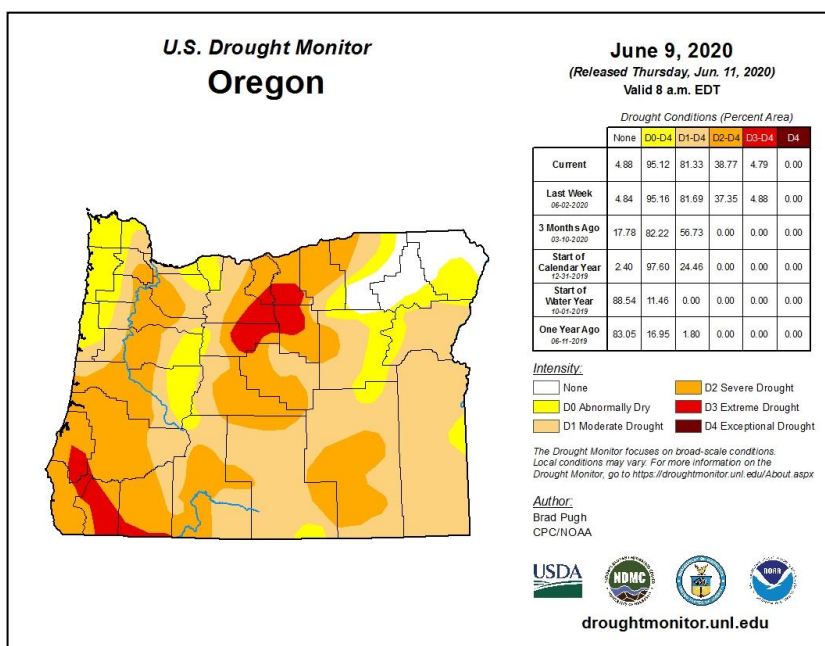 U.S. Drought Monitor
Oregon
June 9, 2020
(Released Thursday, Jun. 11, 2020)
Valid 8 a.m. EDT
Drought Conditions (Percent Area)
None D0-D4 D1-D4 D2-D4 D3-D4 D4
Current 4.88 95.12 81.33 38.77 4.79 0.00
Last Week 4.84 95.16 81.69 37.35 4.88 0.00
06-02-2020
3 Months Ago 17.78 82.22 56.73 0.00 0.00 0.00
03-10-2020
Start of
Calendar Year 2.40 97.60 24.46 0.00 0.00 0.00
12-31-2019
Start of
Water Year 88.54 11.46 0.00 0.00 0.00 0.00
10-01-2019
One Year Ago 83.05 16.95 1.80 0.00 0.00 0.00
06-11-2019
Intensity:
None D2 Severe Drought
D0 Abnormally Dry D3 Extreme Drought
D1 Moderate Drought D4 Exceptional Drought
The Drought Monitor focuses on broad-scale conditions.
Local conditions may vary. For more information on the
Drought Monitor, go to https://droughtmonitor.unl.edu/About.aspx
Author:
Brad Pugh
CPC/NOAA
USDA NDMC NOAA
droughtmonitor.unl.edu